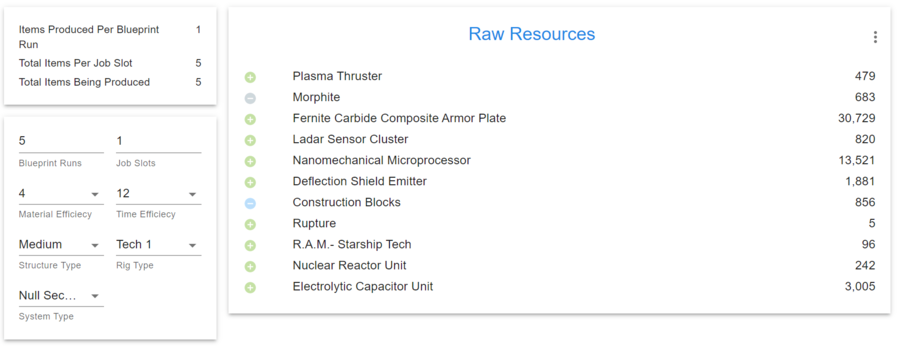 Items Produced Per Blueprint 1
Run
Total Items Per Job Slot 5
Total Items Being Produced 5
5 1
Blueprint Runs Job Slots
4 12
Material Efficiecy Time Efficiecy
Medium Tech 1
Structure Type Rig Type
Null Sec...
System Type
Raw Resources
Plasma Thruster 479
Morphite 683
Fernite Carbide Composite Armor Plate 30,729
Ladar Sensor Cluster 820
Nanomechanical Microprocessor 13,521
Deflection Shield Emitter 1,881
Construction Blocks 856
Rupture 5
R.A.M.- Starship Tech 96
Nuclear Reactor Unit 242
Electrolytic Capacitor Unit 3,005